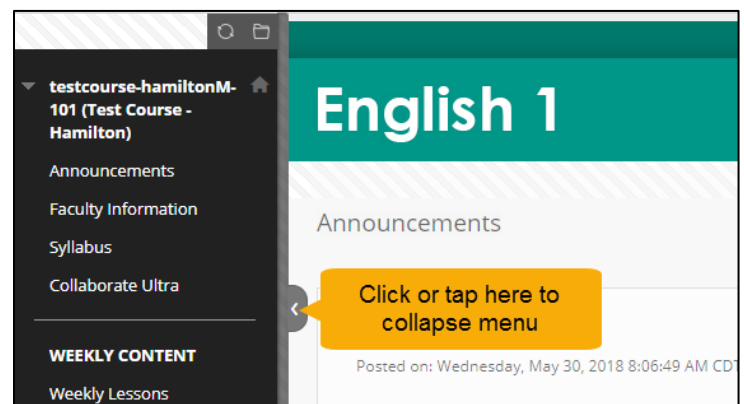 testcourse-hamiltonM-
101 (Test Course -
Hamilton)
Announcements
Faculty Information
Syllabus
Collaborate Ultra
WEEKLY CONTENT
Weekly Lessons
English 1
Announcements
Click or tap here to
collapse menu
Posted on: Wednesday, May 30, 2018 8:06:49 AM CDT